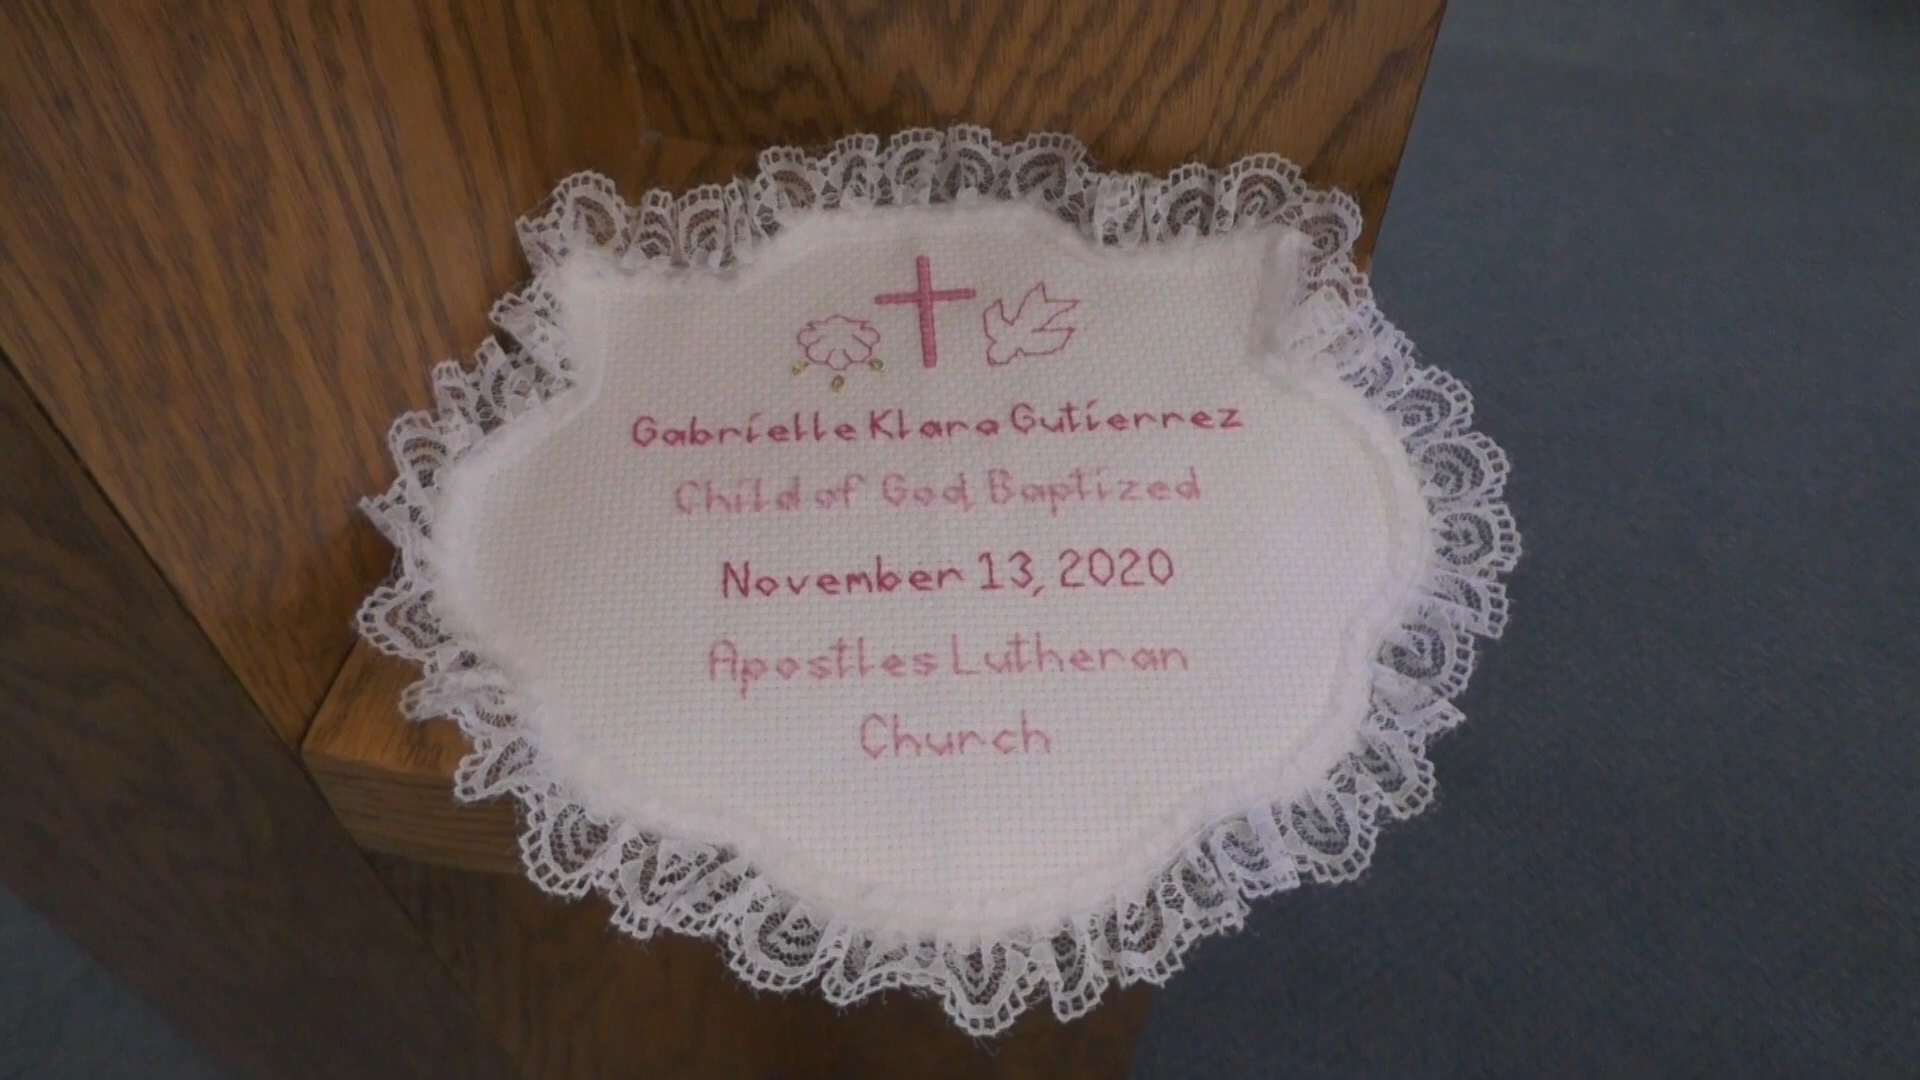 Gabrielle Klara Gutierrez
Child of God Baptized
November 13, 2020
Apostles Lutheran
Church